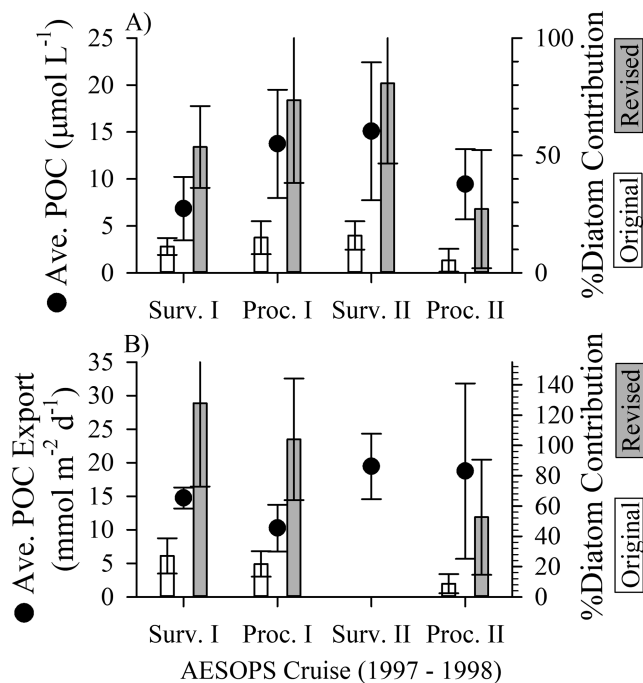 A)
● Ave. POC (µmol L⁻¹)
25
20
15
10
5
0
100
50
0
%Diatom Contribution
Original
Revised
Surv. I
Proc. I
Surv. II
Proc. II
B)
● Ave. POC Export
(mmol m⁻² d⁻¹)
35
30
25
20
15
10
5
0
140
120
100
80
60
40
20
0
%Diatom Contribution
Original
Revised
Surv. I
Proc. I
Surv. II
Proc. II
AESOPS Cruise (1997 - 1998)